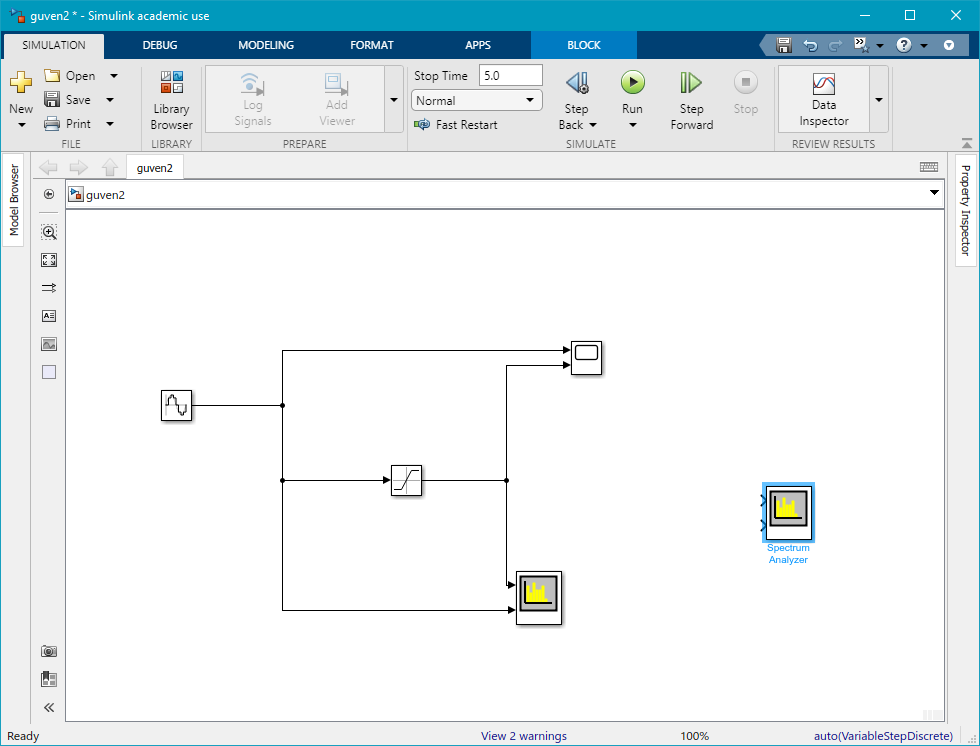 guven2 * - Simulink academic use
SIMULATION DEBUG MODELING FORMAT APPS BLOCK
New
Open
Save
Print
FILE
Library
Browser
LIBRARY
Log
Signals
Add
Viewer
PREPARE
Stop Time 5.0
Normal
Fast Restart
Step
Back
Run
Step
Forward
Stop
SIMULATE
Data
Inspector
REVIEW RESULTS
Model Browser
guven2
guven2
Property Inspector
Spectrum
Analyzer
Ready View 2 warnings 100% auto(VariableStepDiscrete)